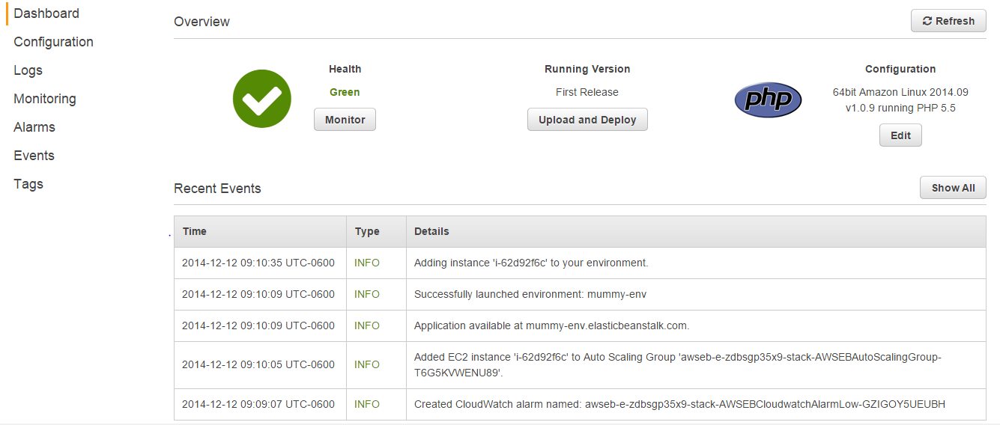 Dashboard
Configuration
Logs
Monitoring
Alarms
Events
Tags
Overview
Refresh
Health
Green
Monitor
Running Version
First Release
Upload and Deploy
php
Configuration
64bit Amazon Linux 2014.09
v1.0.9 running PHP 5.5
Edit
Recent Events
Show All
Time Type Details
2014-12-12 09:10:35 UTC-0600 INFO Adding instance 'i-62d92f6c' to your environment.
2014-12-12 09:10:09 UTC-0600 INFO Successfully launched environment: mummy-env
2014-12-12 09:10:09 UTC-0600 INFO Application available at mummy-env.elasticbeanstalk.com.
2014-12-12 09:10:05 UTC-0600 INFO Added EC2 instance 'i-62d92f6c' to Auto Scaling Group 'awseb-e-zdbsgp35x9-stack-AWSEBAutoScalingGroup-
T6G5KVWENU89'.
2014-12-12 09:09:07 UTC-0600 INFO Created CloudWatch alarm named: awseb-e-zdbsgp35x9-stack-AWSEBCloudwatchAlarmLow-GZIGOY5UEUBH